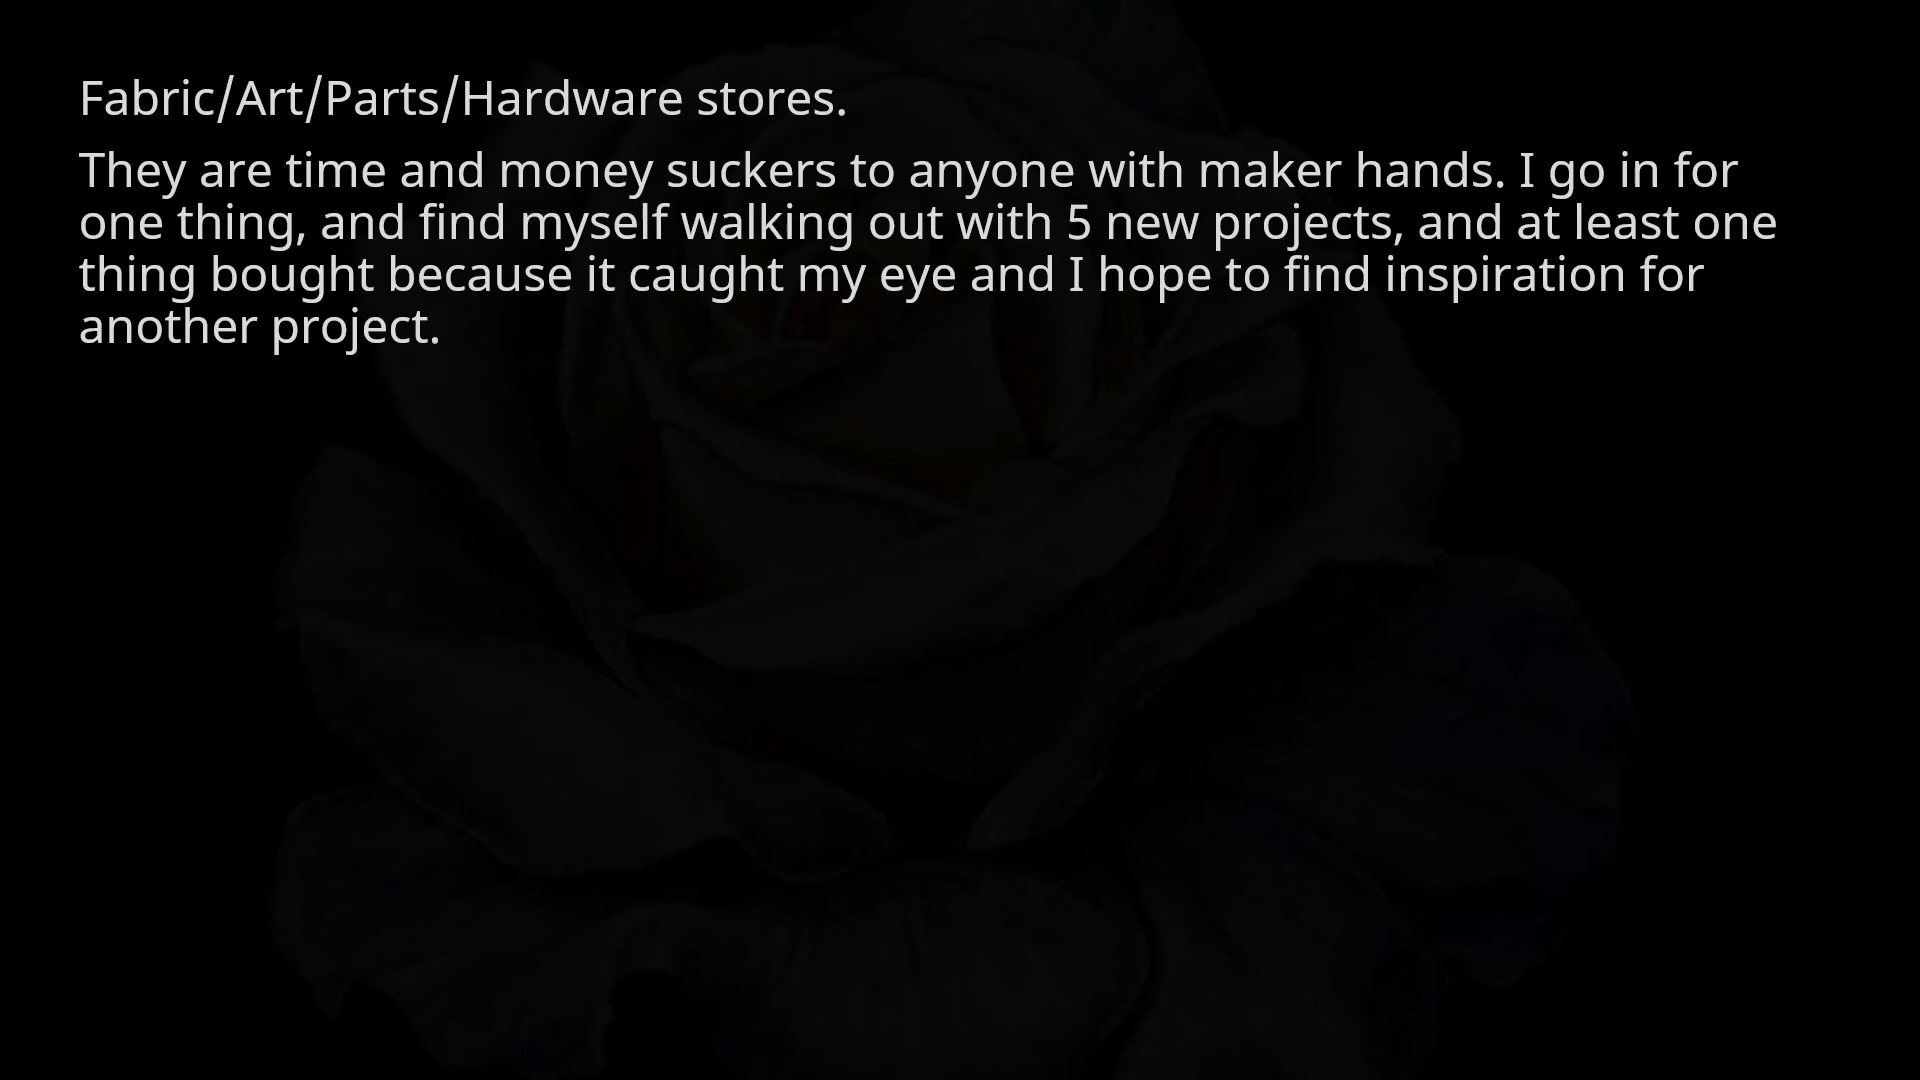 Fabric/Art/Parts/Hardware stores.
They are time and money suckers to anyone with maker hands. I go in for
one thing, and find myself walking out with 5 new projects, and at least one
thing bought because it caught my eye and I hope to find inspiration for
another project.